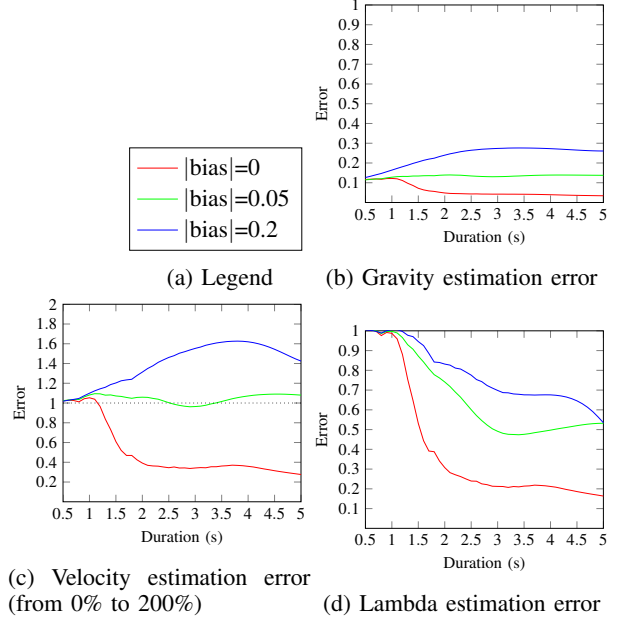 |bias|=0
|bias|=0.05
|bias|=0.2
(a) Legend
1
0.9
0.8
0.7
0.6
0.5
0.4
0.3
0.2
0.1
Error
0.5 1 1.5 2 2.5 3 3.5 4 4.5 5
Duration (s)
(b) Gravity estimation error
2
1.8
1.6
1.4
1.2
1
0.8
0.6
0.4
0.2
Error
0.5 1 1.5 2 2.5 3 3.5 4 4.5 5
Duration (s)
(c) Velocity estimation error
(from 0% to 200%)
1
0.9
0.8
0.7
0.6
0.5
0.4
0.3
0.2
0.1
Error
0.5 1 1.5 2 2.5 3 3.5 4 4.5 5
Duration (s)
(d) Lambda estimation error